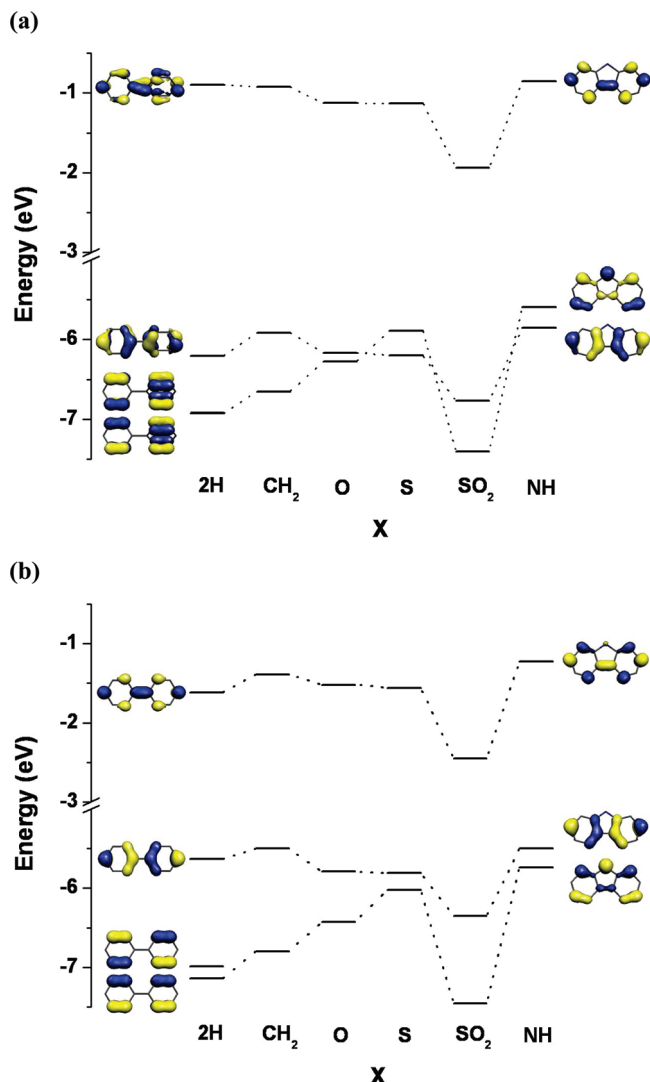 (a)
-1
-2
-3
-6
-7
Energy (eV)
2H CH₂ O S SO₂ NH
X
(b)
-1
-2
-3
-6
-7
Energy (eV)
2H CH₂ O S SO₂ NH
X